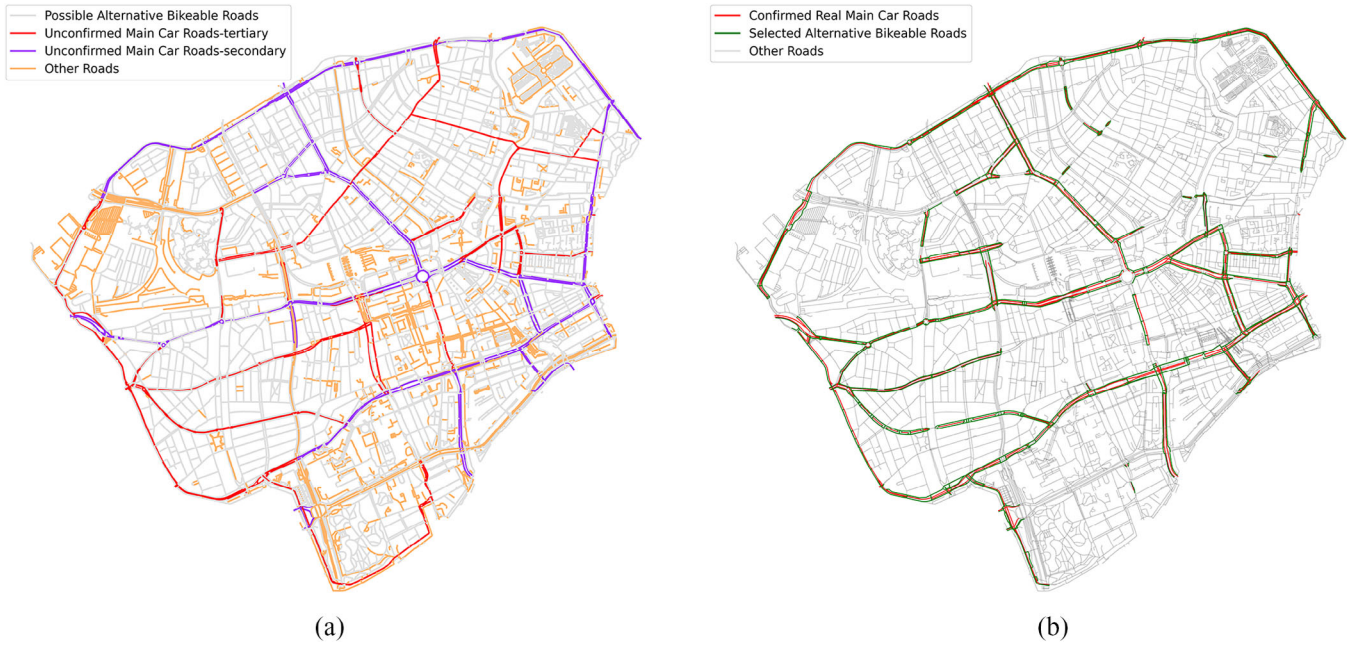 Possible Alternative Bikeable Roads
Unconfirmed Main Car Roads-tertiary
Unconfirmed Main Car Roads-secondary
Other Roads
Confirmed Real Main Car Roads
Selected Alternative Bikeable Roads
Other Roads
(a)
(b)